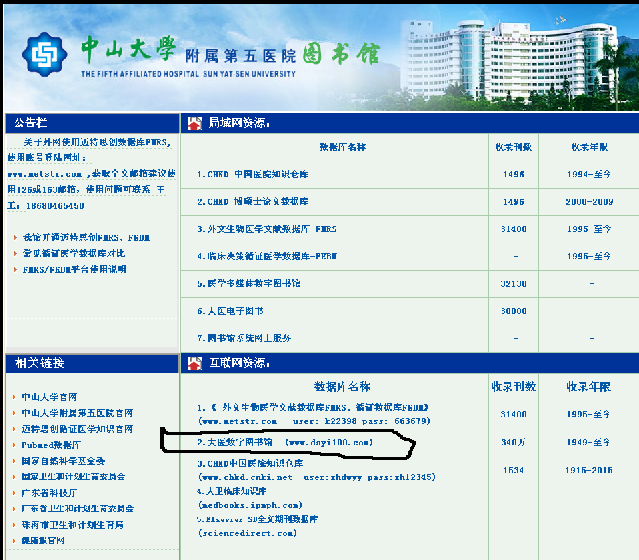 中山大学 附属第五医院 图书馆
THE FIFTH AFFILIATED HOSPITAL SUN YAT-SEN UNIVERSITY
公告栏
关于外网使用迈特思创数据库FMRS,
使用账号登陆网址:
www.metstr.com ,获取全文邮箱建议使
用126或163邮箱, 使用问题可联系 王
工: 18680465450
我馆开通迈特思创FMRS、FEBM
常见循证医学数据库对比
FMRS/FEBM平台使用说明
局域网资源:
数据库名称 收录刊数 收录年限
1.CHKD 中国医院知识仓库 1496 1994-至今
2.CHKD 博硕士论文数据库 1496 2000-2009
3.外文生物医学文献数据库 FMRS 31400 1995-至今
4.临床决策循证医学数据库-FEBM - 1995-至今
5.医学多媒体数字图书馆 32130 -
6.人医电子图书 30000
7.图书馆系统网上服务 - -
相关链接
中山大学官网
中山大学附属第五医院官网
迈特思创循证医学知识官网
Pubmed数据库
国家自然科学基金委
国家卫生和计划生育委员会
广东省科技厅
广东省卫生和计划生育委员会
珠海市卫生和计划生育局
健康报官网
互联网资源:
数据库名称 收录刊数 收录年限
1.《 外文生物医学文献数据库FMRS、循证数据库FEBM》
(www.metstr.com user: k22398 pass: 663679) 31400 1995-至今
2.大医数字图书馆 (www.dayi100.com) 340万 1949-至今
3.CHKD中国医院知识仓库
(www.chkd.cnki.net user:zhdwyy pass:zh12345) 1534 1915-2016
4.人卫临床知识库
(medbooks.ipmph.com)
5.Elsevier SD全文期刊数据库
(sciencedirect.com)